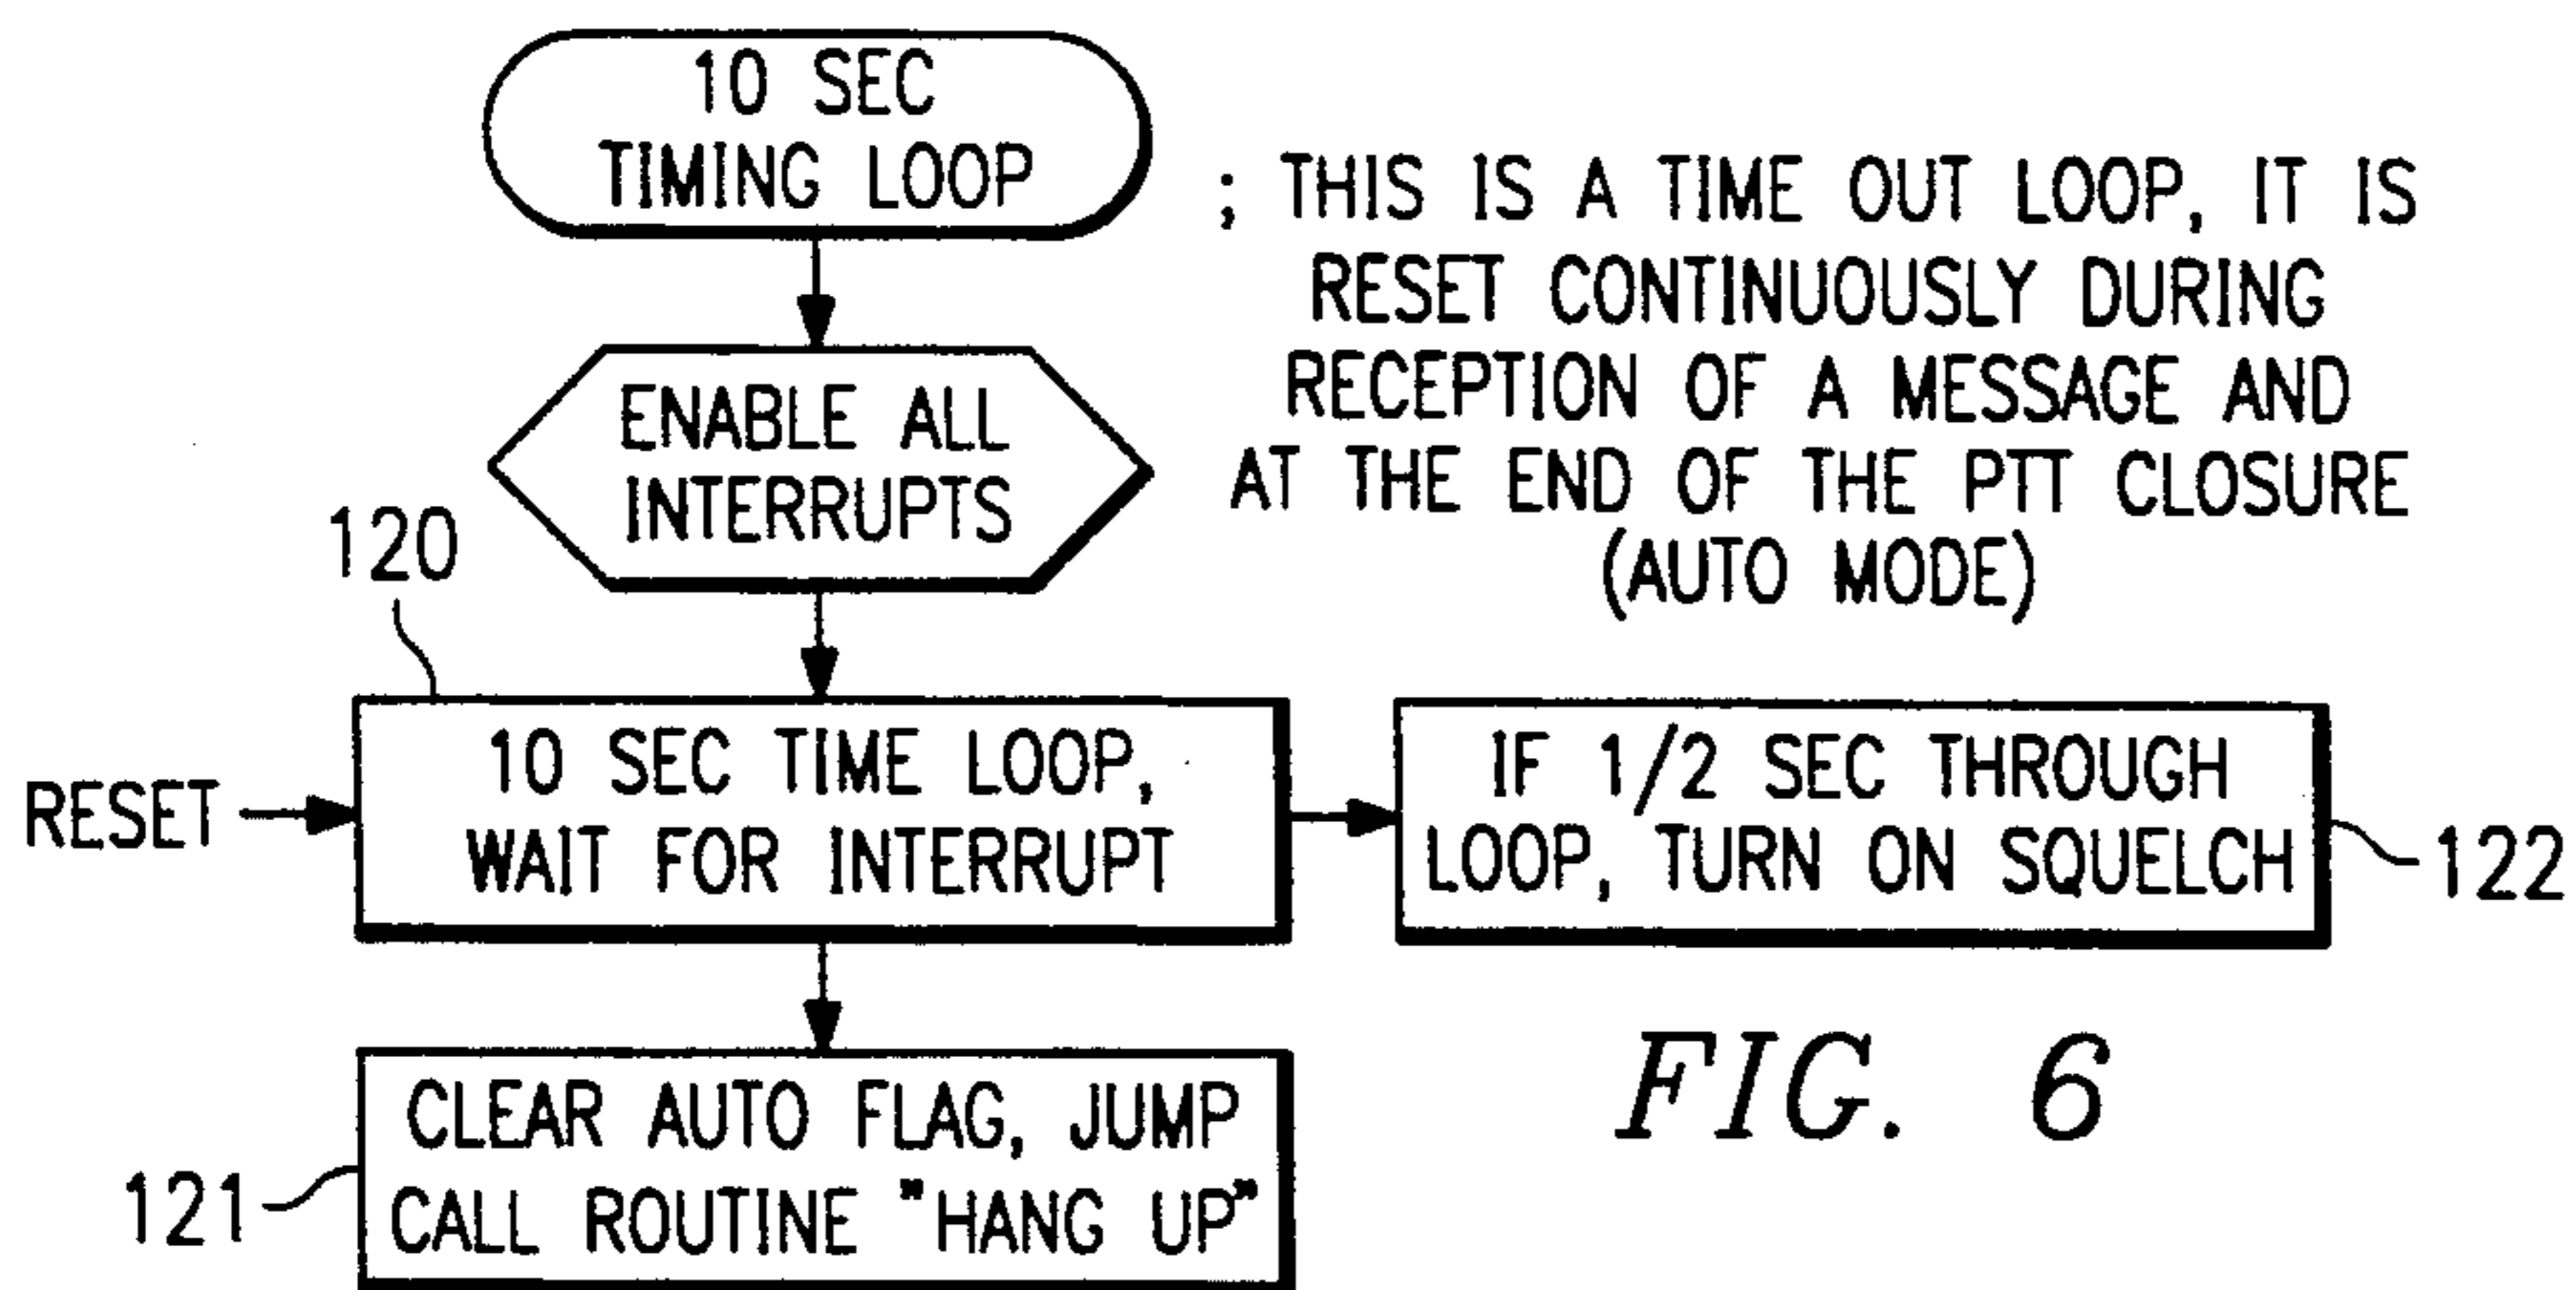 10 SEC
TIMING LOOP
; THIS IS A TIME OUT LOOP, IT IS
RESET CONTINUOUSLY DURING
RECEPTION OF A MESSAGE AND
AT THE END OF THE PTT CLOSURE
(AUTO MODE)
ENABLE ALL
INTERRUPTS
120
RESET
10 SEC TIME LOOP,
WAIT FOR INTERRUPT
IF 1/2 SEC THROUGH
LOOP, TURN ON SQUELCH
122
CLEAR AUTO FLAG, JUMP
CALL ROUTINE "HANG UP"
121
FIG. 6